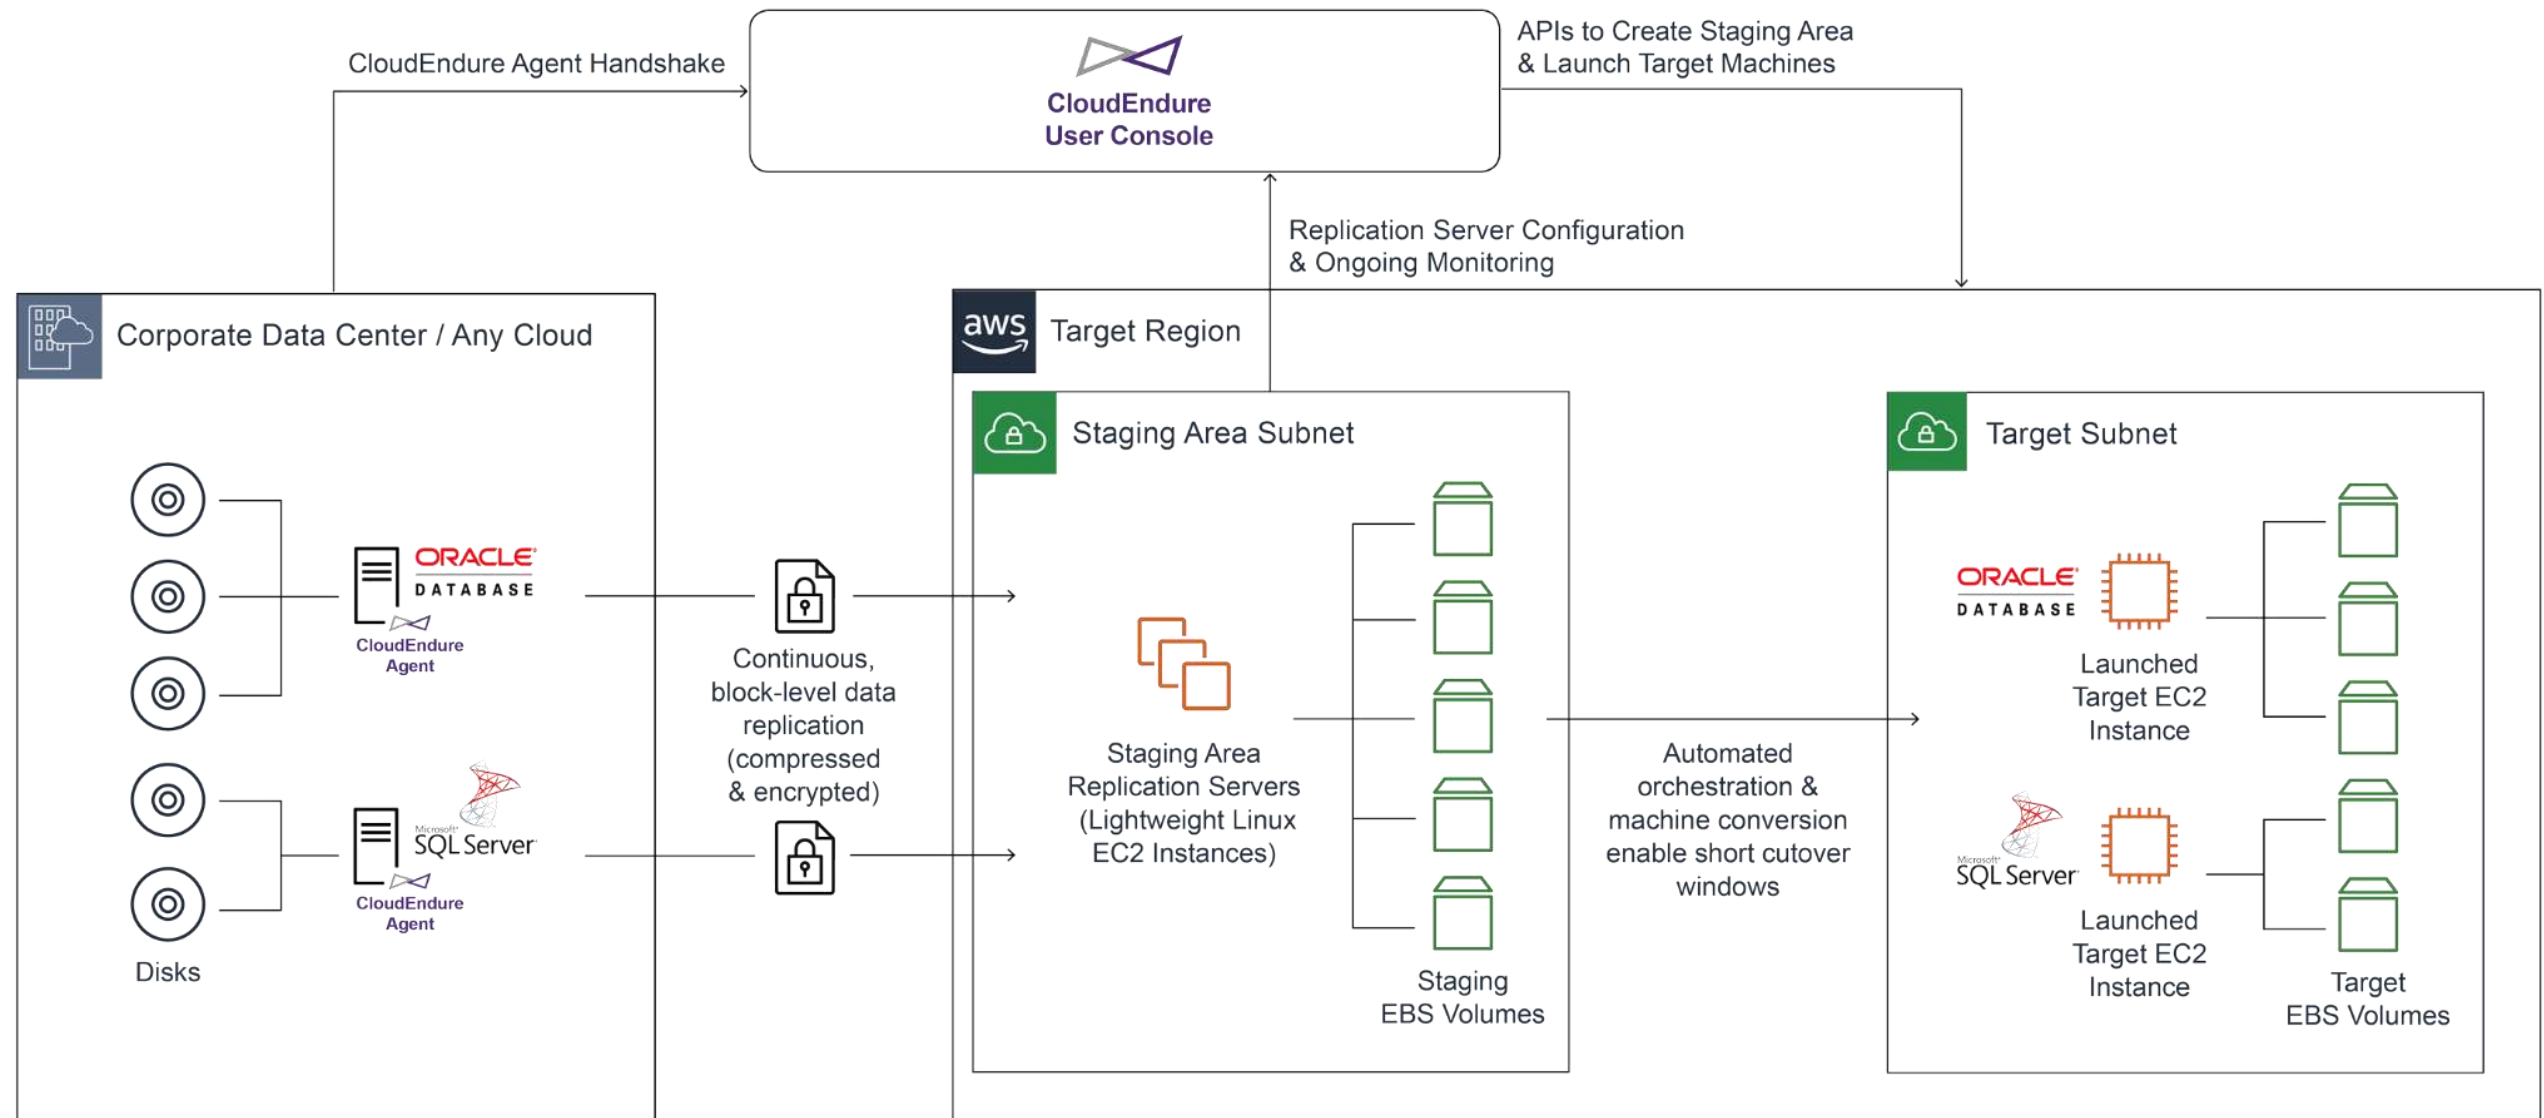 CloudEndure Agent Handshake
CloudEndure
User Console
APIs to Create Staging Area
& Launch Target Machines
Replication Server Configuration
& Ongoing Monitoring
Corporate Data Center / Any Cloud
aws
Target Region
Staging Area Subnet
Target Subnet
ORACLE
DATABASE
CloudEndure
Agent
Microsoft
SQL Server
CloudEndure
Agent
Disks
Continuous,
block-level data
replication
(compressed
& encrypted)
Staging Area
Replication Servers
(Lightweight Linux
EC2 Instances)
Staging
EBS Volumes
Automated
orchestration &
machine conversion
enable short cutover
windows
ORACLE
DATABASE
Launched
Target EC2
Instance
Microsoft
SQL Server
Launched
Target EC2
Instance
Target
EBS Volumes